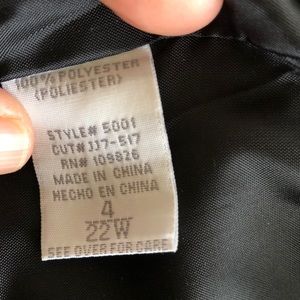 100% POLYESTER
(POLIESTER)
STYLE# 5001
CUT# JJ7-517
RN# 109826
MADE IN CHINA
HECHO EN CHINA
4
22W
SEE OVER FOR CARE